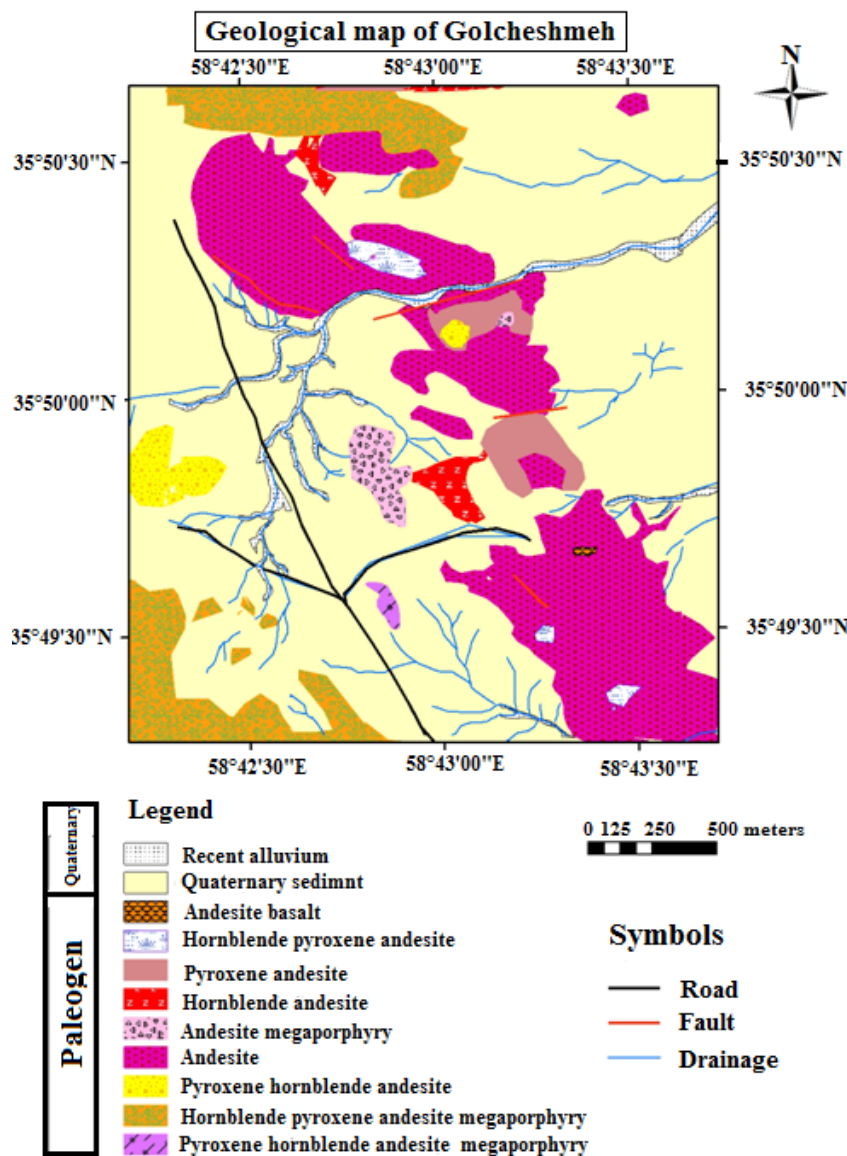 Geological map of Golcheshmeh
58°42'30"E 58°43'00"E 58°43'30"E
N
35°50'30"N 35°50'30"N
35°50'00"N 35°50'00"N
35°49'30"N 35°49'30"N
58°42'30"E 58°43'00"E 58°43'30"E
Legend
Quaternary
Paleogen
Recent alluvium
Quaternary sedimnt
Andesite basalt
Hornblende pyroxene andesite
Pyroxene andesite
Hornblende andesite
Andesite megaporphyry
Andesite
Pyroxene hornblende andesite
Hornblende pyroxene andesite megaporphyry
Pyroxene hornblende andesite megaporphyry
0 125 250 500 meters
Symbols
Road
Fault
Drainage